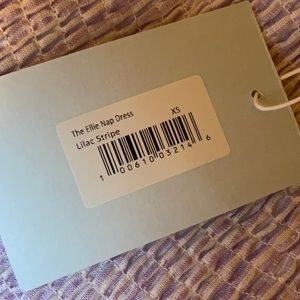 The Ellie Nap Dress XS
Lilac Stripe
1 00610 03214 6